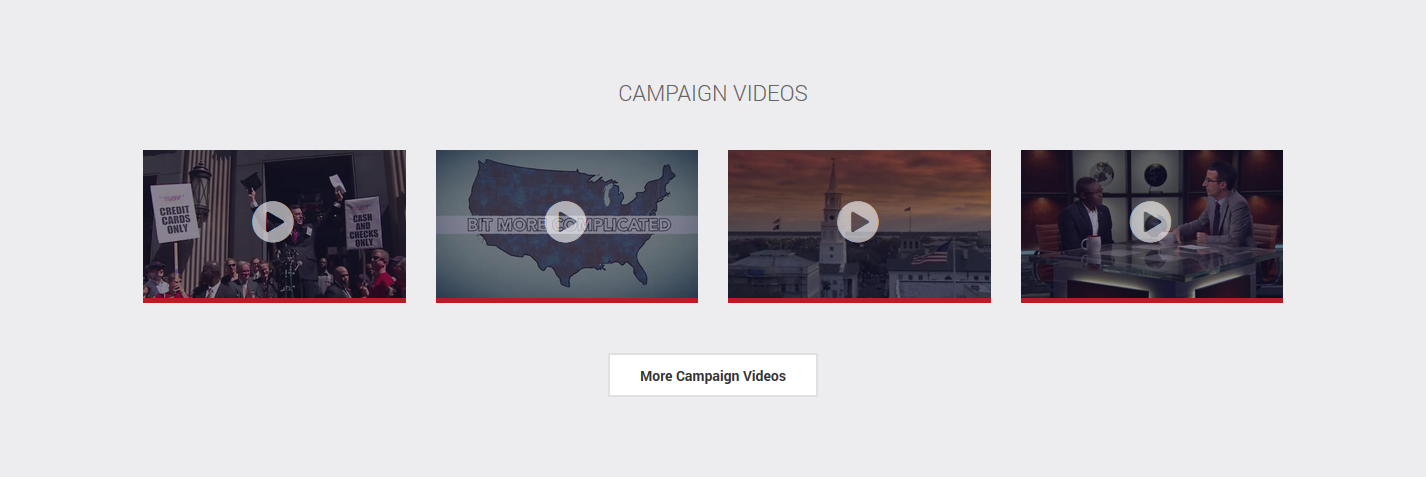 CAMPAIGN VIDEOS
CREDIT
CARDS
ONLY
CASH
AND
CHECKS
ONLY
BIT MORE COMPLICATED
More Campaign Videos